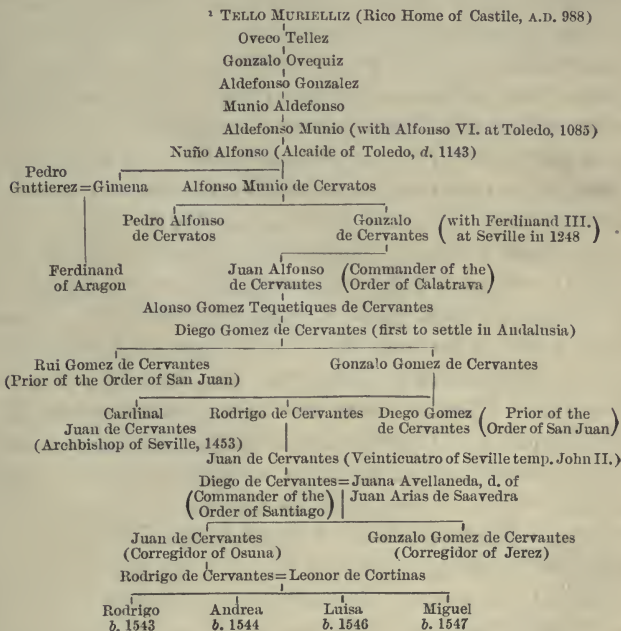 ¹ TELLO MURIELLIZ (Rico Home of Castile, A.D. 988)
Oveco Tellez
Gonzalo Ovequiz
Aldefonso Gonzalez
Munio Aldefonso
Aldefonso Munio (with Alfonso VI. at Toledo, 1085)
Nuño Alfonso (Alcaide of Toledo, d. 1143)
Pedro
Guttierez=Gimena Alfonso Munio de Cervatos
Pedro Alfonso Gonzalo (with Ferdinand III.
de Cervatos de Cervantes at Seville in 1248)
Ferdinand Juan Alfonso (Commander of the
of Aragon de Cervantes Order of Calatrava)
Alonso Gomez Tequetiques de Cervantes
Diego Gomez de Cervantes (first to settle in Andalusia)
Rui Gomez de Cervantes Gonzalo Gomez de Cervantes
(Prior of the Order of San Juan)
Cardinal Rodrigo de Cervantes Diego Gomez (Prior of the
Juan de Cervantes de Cervantes Order of San Juan)
(Archbishop of Seville, 1453)
Juan de Cervantes (Veinticuatro of Seville temp. John II.)
Diego de Cervantes=Juana Avellaneda, d. of
(Commander of the Juan Arias de Saavedra
Order of Santiago)
Juan de Cervantes Gonzalo Gomez de Cervantes
(Corregidor of Osuna) (Corregidor of Jerez)
Rodrigo de Cervantes=Leonor de Cortinas
Rodrigo Andrea Luisa Miguel
b. 1543 b. 1544 b. 1546 b. 1547